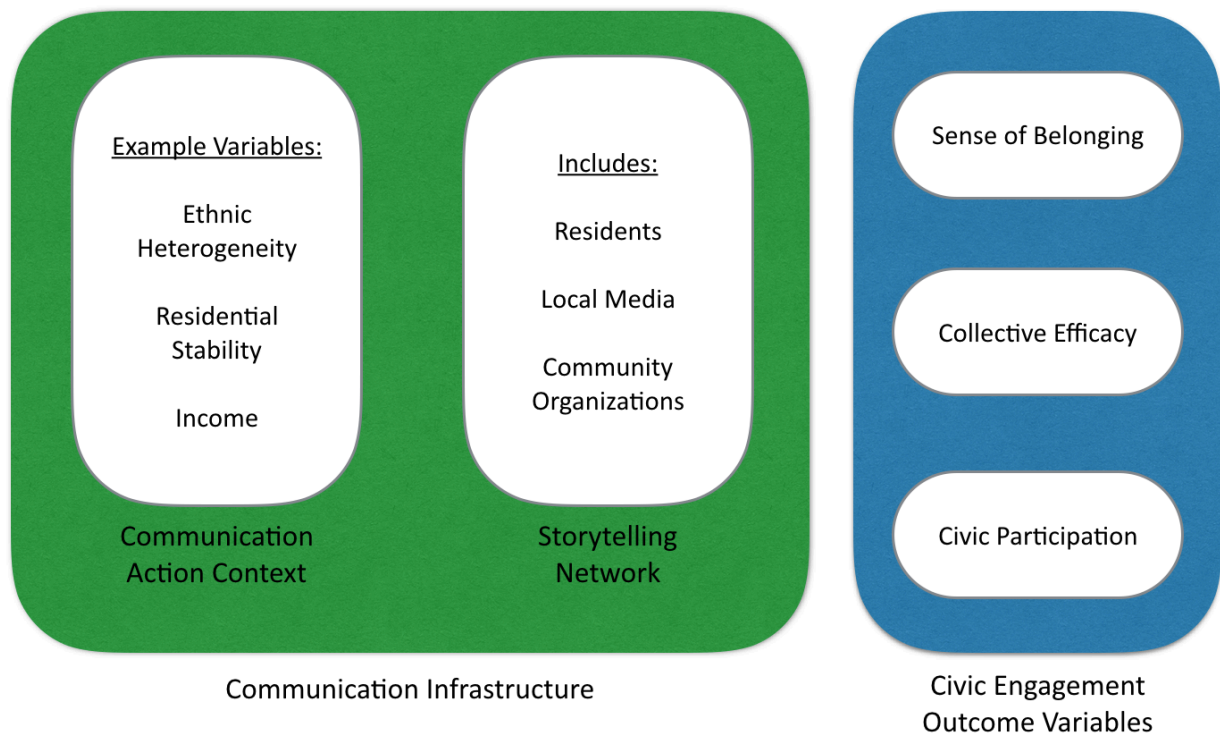 Example Variables:
Ethnic
Heterogeneity
Residential
Stability
Income
Communication
Action Context
Includes:
Residents
Local Media
Community
Organizations
Storytelling
Network
Communication Infrastructure
Sense of Belonging
Collective Efficacy
Civic Participation
Civic Engagement
Outcome Variables